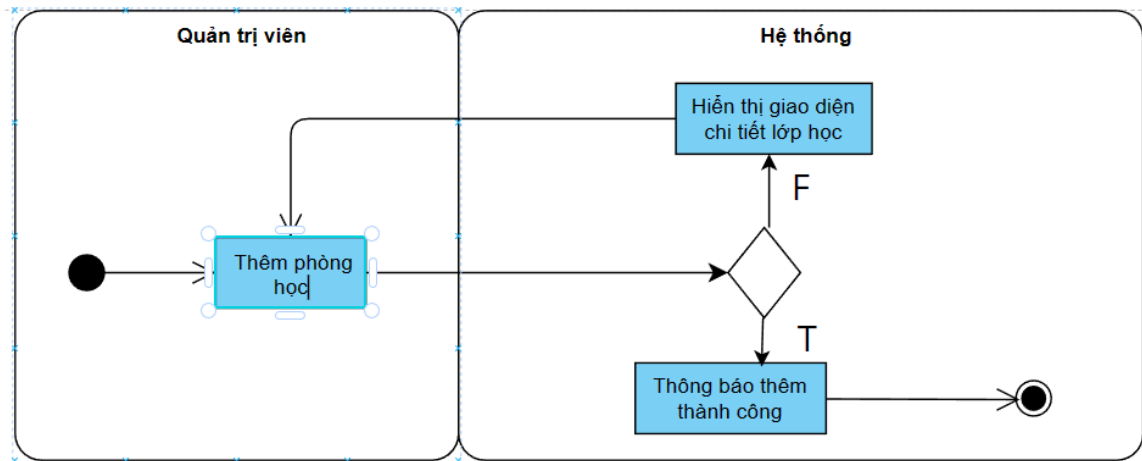 Quản trị viên
Hệ thống
Hiển thị giao diện
chi tiết lớp học
F
Thêm phòng
học
T
Thông báo thêm
thành công